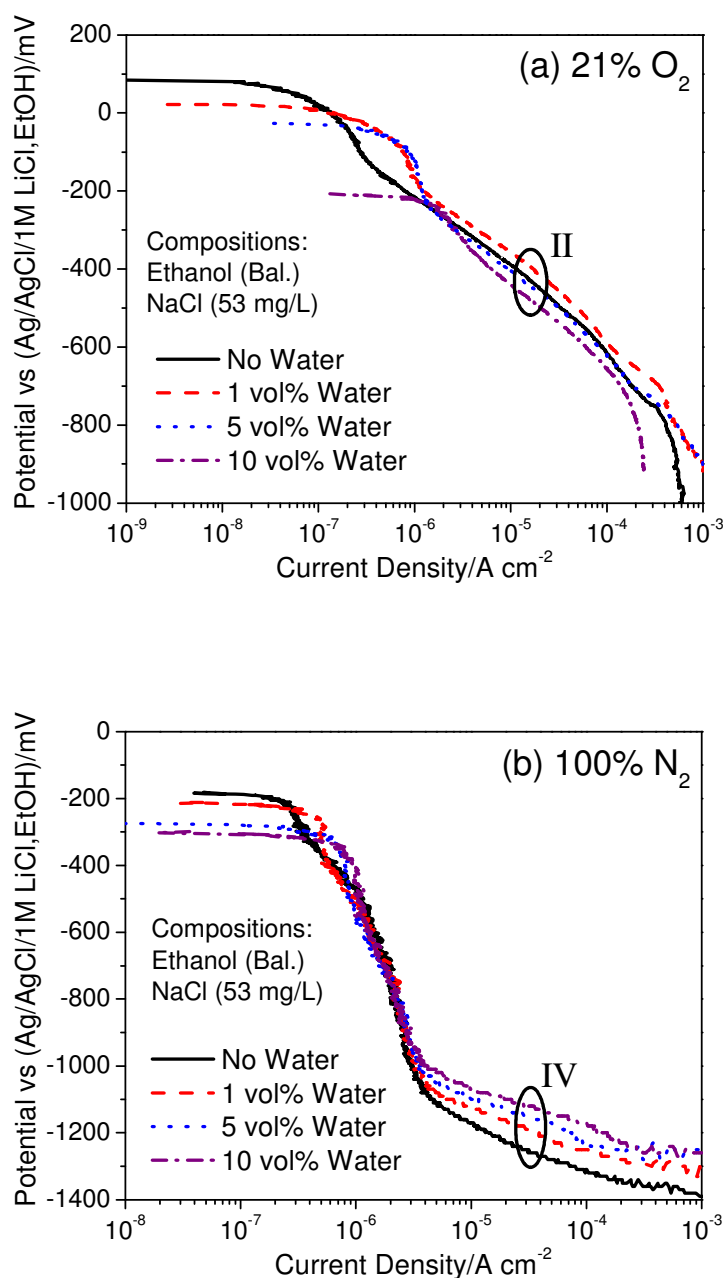 (a) 21% O₂
200
0
-200
-400
-600
-800
-1000
Potential vs (Ag/AgCl/1M LiCl,EtOH)/mV
II
Compositions:
Ethanol (Bal.)
NaCl (53 mg/L)
No Water
1 vol% Water
5 vol% Water
10 vol% Water
10⁻⁹ 10⁻⁸ 10⁻⁷ 10⁻⁶ 10⁻⁵ 10⁻⁴ 10⁻³
Current Density/A cm⁻²
(b) 100% N₂
0
-200
-400
-600
-800
-1000
-1200
-1400
Potential vs (Ag/AgCl/1M LiCl,EtOH)/mV
Compositions:
Ethanol (Bal.)
NaCl (53 mg/L)
IV
No Water
1 vol% Water
5 vol% Water
10 vol% Water
10⁻⁸ 10⁻⁷ 10⁻⁶ 10⁻⁵ 10⁻⁴ 10⁻³
Current Density/A cm⁻²